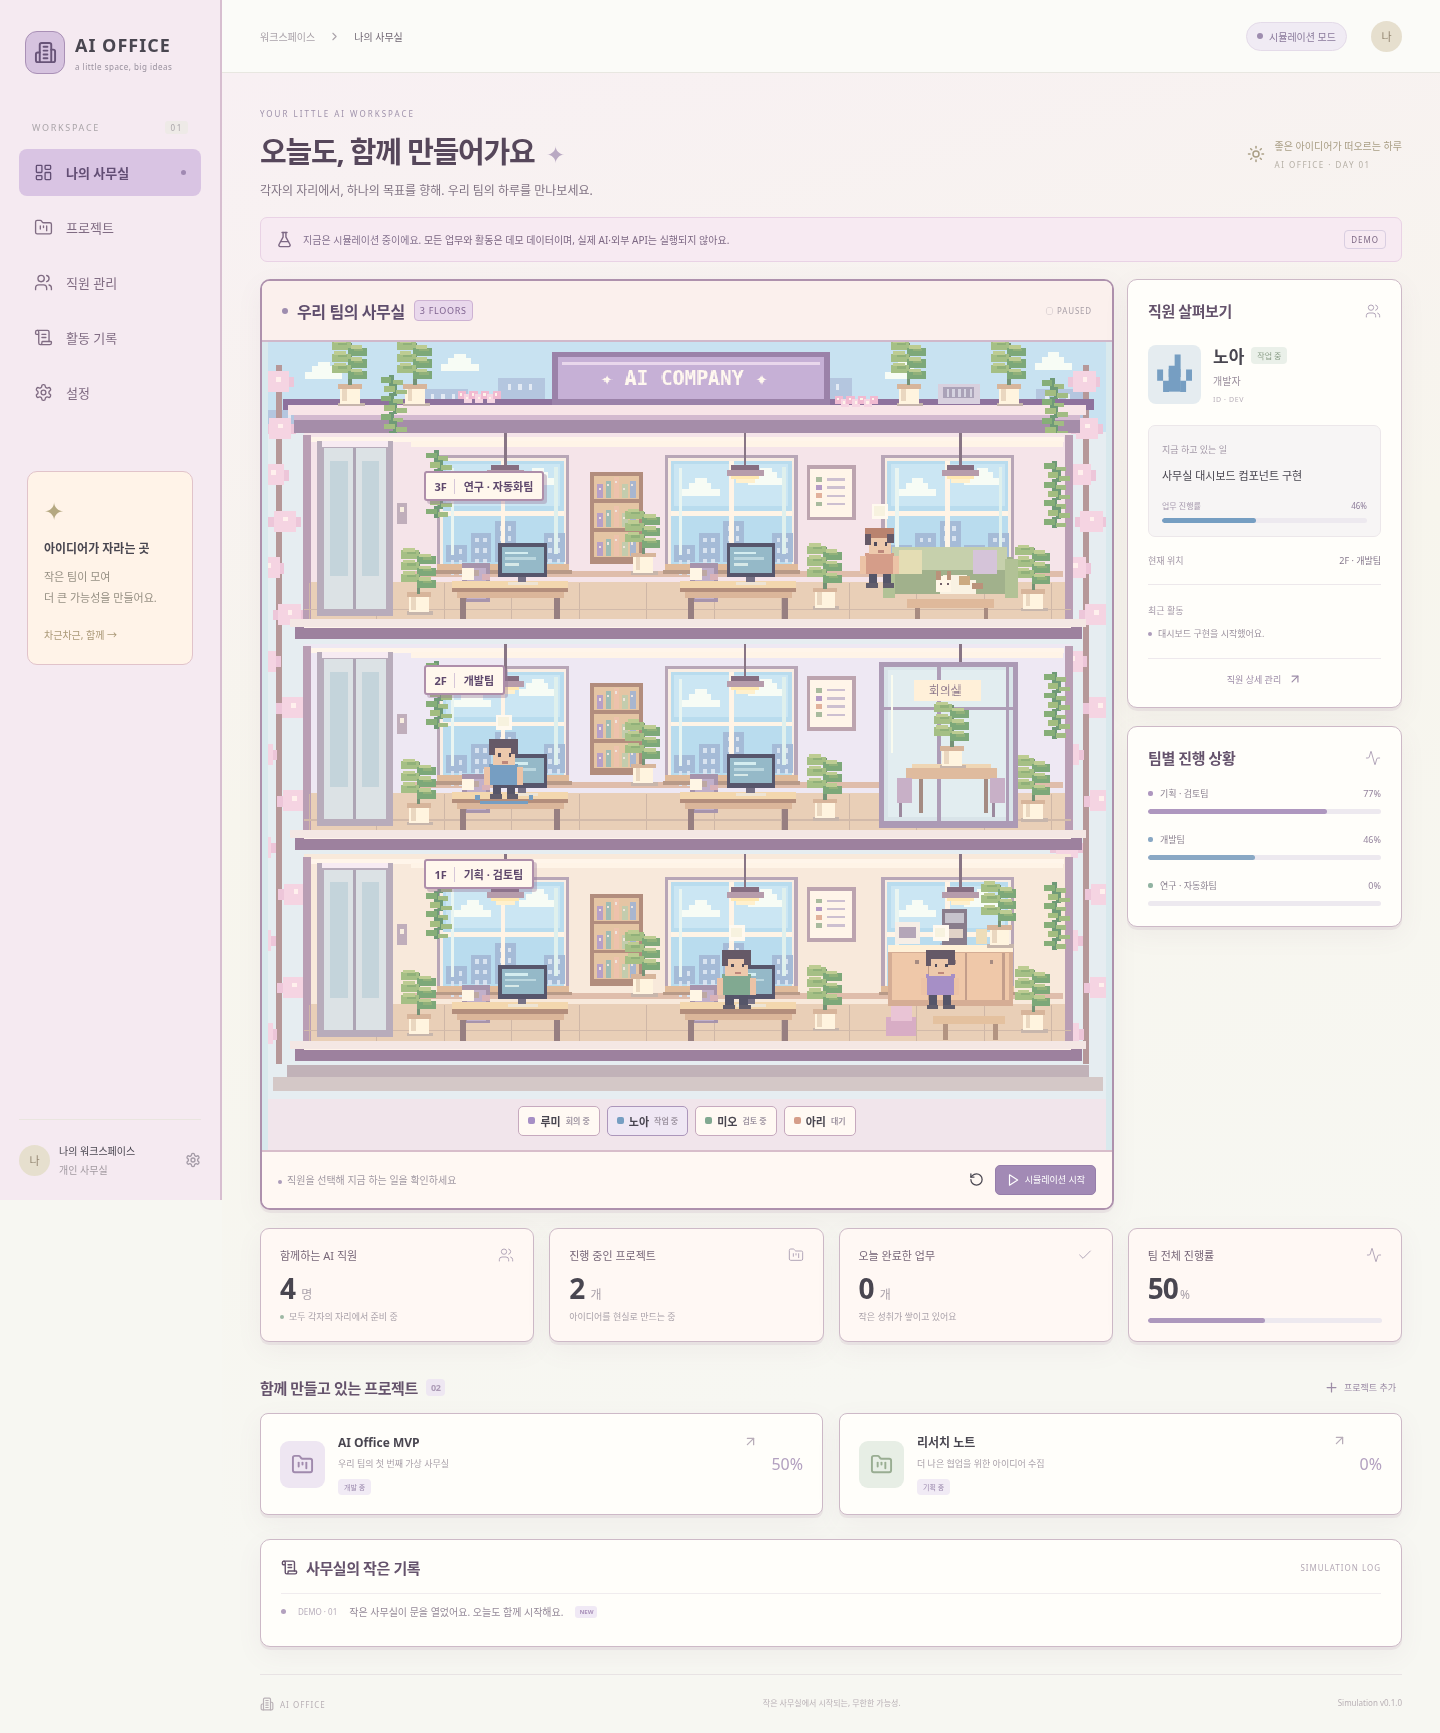 AI OFFICE
a little space, big ideas
WORKSPACE 01
나의 사무실
프로젝트
직원 관리
활동 기록
설정
아이디어가 자라는 곳
작은 팀이 모여
더 큰 가능성을 만들어요.
차근차근, 함께 →
나
나의 워크스페이스
개인 사무실
워크스페이스 > 나의 사무실
시뮬레이션 모드
나
YOUR LITTLE AI WORKSPACE
오늘도, 함께 만들어가요 ✦
각자의 자리에서, 하나의 목표를 향해. 우리 팀의 하루를 만나보세요.
좋은 아이디어가 떠오르는 하루
AI OFFICE · DAY 01
지금은 시뮬레이션 중이에요. 모든 업무와 활동은 데모 데이터이며, 실제 AI·외부 API는 실행되지 않아요.
DEMO
우리 팀의 사무실 3 FLOORS
PAUSED
✦ AI COMPANY ✦
3F 연구 · 자동화팀
2F 개발팀
회의실
1F 기획 · 검토팀
루미 회의 중
노아 작업 중
미오 검토 중
아리 대기
직원을 선택해 지금 하는 일을 확인하세요
시뮬레이션 시작
직원 살펴보기
노아 작업 중
개발자
ID · DEV
지금 하고 있는 일
사무실 대시보드 컴포넌트 구현
업무 진행률 46%
현재 위치 2F · 개발팀
최근 활동
대시보드 구현을 시작했어요.
직원 상세 관리
팀별 진행 상황
기획 · 검토팀 77%
개발팀 46%
연구 · 자동화팀 0%
함께하는 AI 직원
4 명
모두 각자의 자리에서 준비 중
진행 중인 프로젝트
2 개
아이디어를 현실로 만드는 중
오늘 완료한 업무
0 개
작은 성취가 쌓이고 있어요
팀 전체 진행률
50%
함께 만들고 있는 프로젝트 02
프로젝트 추가
AI Office MVP
우리 팀의 첫 번째 가상 사무실
개발 중
50%
리서치 노트
더 나은 협업을 위한 아이디어 수집
기획 중
0%
사무실의 작은 기록
SIMULATION LOG
DEMO · 01 작은 사무실이 문을 열었어요. 오늘도 함께 시작해요. NEW
AI OFFICE
작은 사무실에서 시작되는, 무한한 가능성.
Simulation v0.1.0